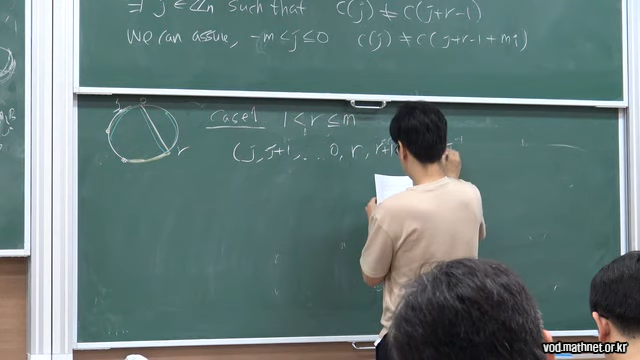 ∃ j ∈ ℤn such that c(j) ≠ c(j+r-1)
We can assume, -m<j≤0 c(j) ≠ c(j+r-1+mi)
0
r
case1 1 < r ≤ m
(j, j+1, ... 0, r, r+1
vod.mathnet.or.kr